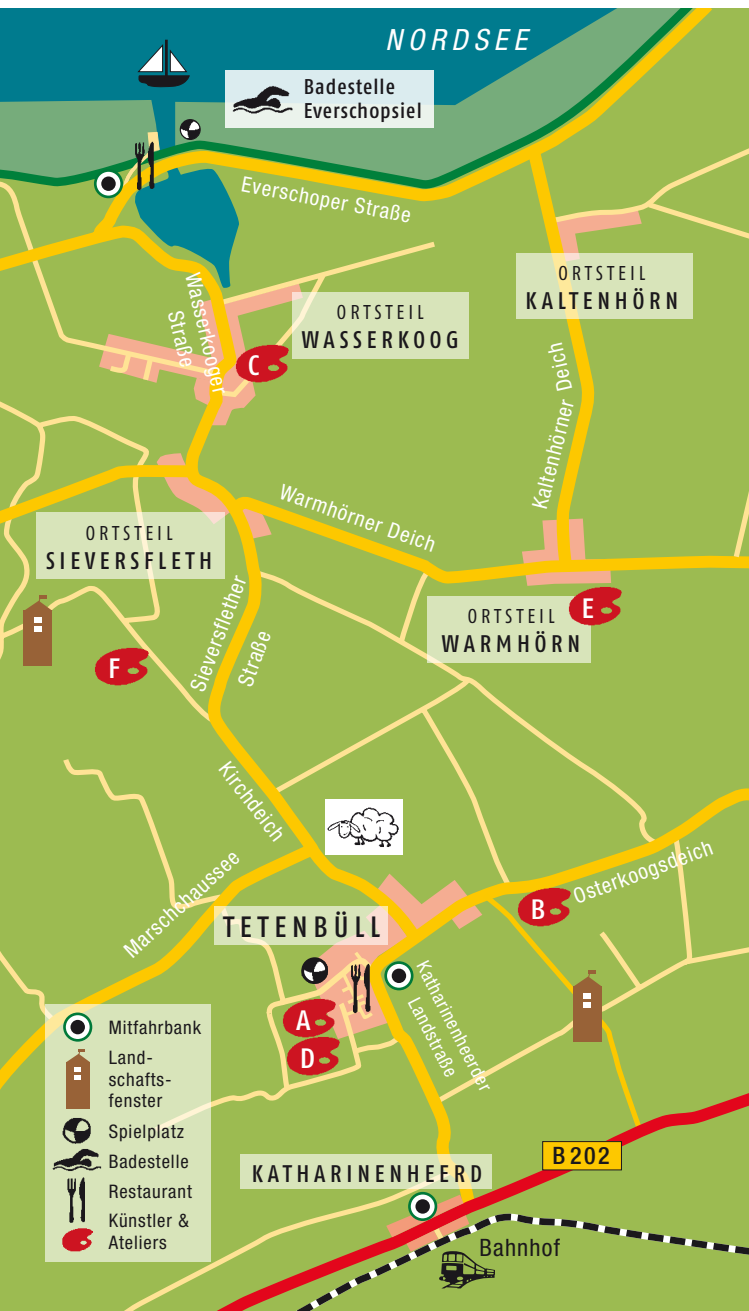 NORDSEE
Badestelle
Everschopsiel
Everschoper Straße
ORTSTEIL
KALTENHÖRN
Wasserkooger
Straße
ORTSTEIL
WASSERKOOG
C
Kaltenhörner Deich
Warmhörner Deich
ORTSTEIL
SIEVERSFLETH
ORTSTEIL
WARMHÖRN
E
Sieversflether
Straße
F
Kirchdeich
Marschchaussee
Osterkoogsdeich
B
TETENBÜLL
Katharinenheerder
Landstraße
A
D
Mitfahrbank
Land-
schafts-
fenster
Spielplatz
Badestelle
Restaurant
Künstler &
Ateliers
B 202
KATHARINENHEERD
Bahnhof